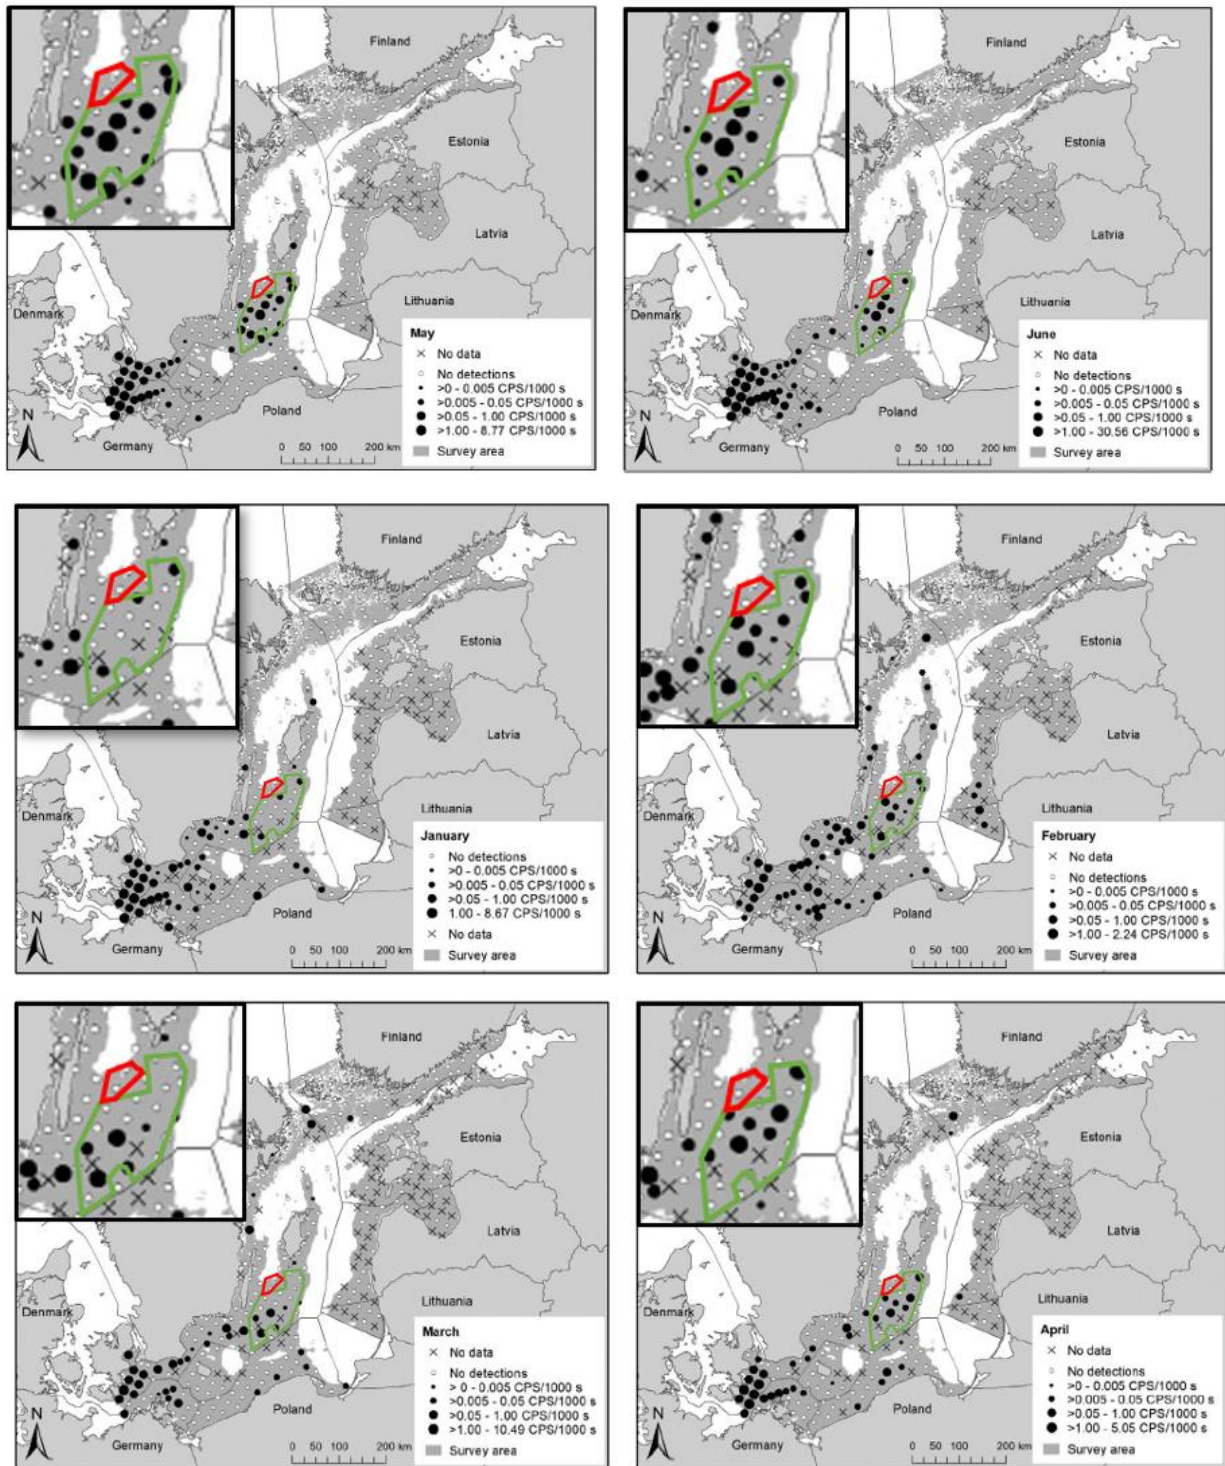 Finland
Estonia
Latvia
Lithuania
Denmark
Poland
Germany
N
0 50 100 200 km
May
No data
No detections
>0 - 0.005 CPS/1000 s
>0.005 - 0.05 CPS/1000 s
>0.05 - 1.00 CPS/1000 s
>1.00 - 8.77 CPS/1000 s
Survey area
Finland
Estonia
Latvia
Lithuania
Denmark
Poland
Germany
N
0 50 100 200 km
June
No data
No detections
>0 - 0.005 CPS/1000 s
>0.005 - 0.05 CPS/1000 s
>0.05 - 1.00 CPS/1000 s
>1.00 - 30.56 CPS/1000 s
Survey area
Finland
Estonia
Latvia
Lithuania
Denmark
Poland
Germany
N
0 50 100 200 km
January
No detections
>0 - 0.005 CPS/1000 s
>0.005 - 0.05 CPS/1000 s
>0.05 - 1.00 CPS/1000 s
1.00 - 8.67 CPS/1000 s
No data
Survey area
Finland
Estonia
Latvia
Lithuania
Denmark
Poland
Germany
N
0 50 100 200 km
February
No data
No detections
>0 - 0.005 CPS/1000 s
>0.005 - 0.05 CPS/1000 s
>0.05 - 1.00 CPS/1000 s
>1.00 - 2.24 CPS/1000 s
Survey area
Finland
Estonia
Latvia
Lithuania
Denmark
Poland
Germany
N
0 50 100 200 km
March
No data
No detections
> 0 - 0.005 CPS/1000 s
>0.005 - 0.05 CPS/1000 s
>0.05 - 1.00 CPS/1000 s
>1.00 - 10.49 CPS/1000 s
Survey area
Finland
Estonia
Latvia
Lithuania
Denmark
Poland
Germany
N
0 50 100 200 km
April
No data
No detections
>0 - 0.005 CPS/1000 s
>0.005 - 0.05 CPS/1000 s
>0.05 - 1.00 CPS/1000 s
>1.00 - 5.05 CPS/1000 s
Survey area